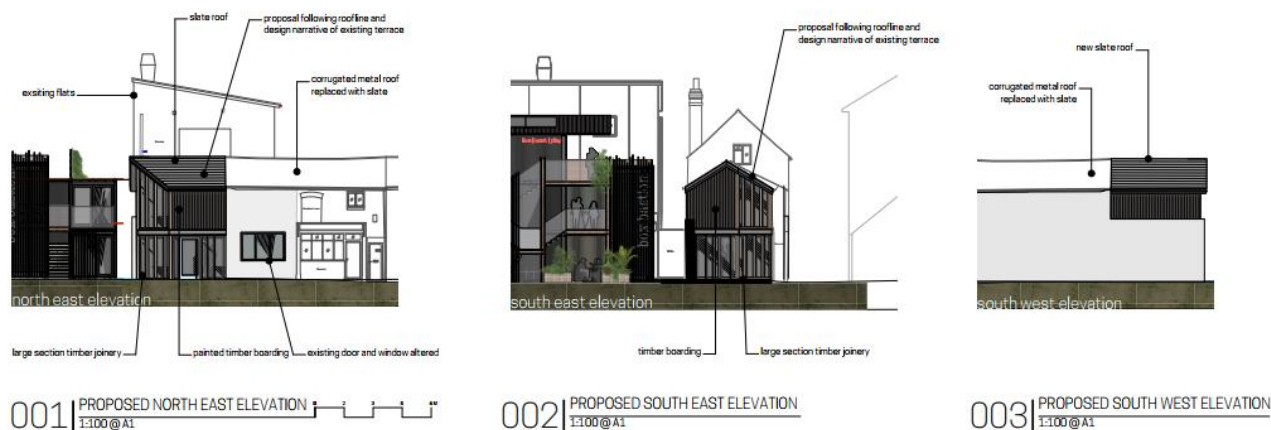 slate roof
proposal following roofline and
design narrative of existing terrace
exsiting flats
corrugated metal roof
replaced with slate
north east elevation
large section timber joinery
painted timber boarding
existing door and window altered
001
PROPOSED NORTH EAST ELEVATION
1:100 @ A1
proposal following roofline and
design narrative of existing terrace
south east elevation
timber boarding
large section timber joinery
002
PROPOSED SOUTH EAST ELEVATION
1:100 @ A1
new slate roof
corrugated metal roof
replaced with slate
south west elevation
003
PROPOSED SOUTH WEST ELEVATION
1:100 @ A1